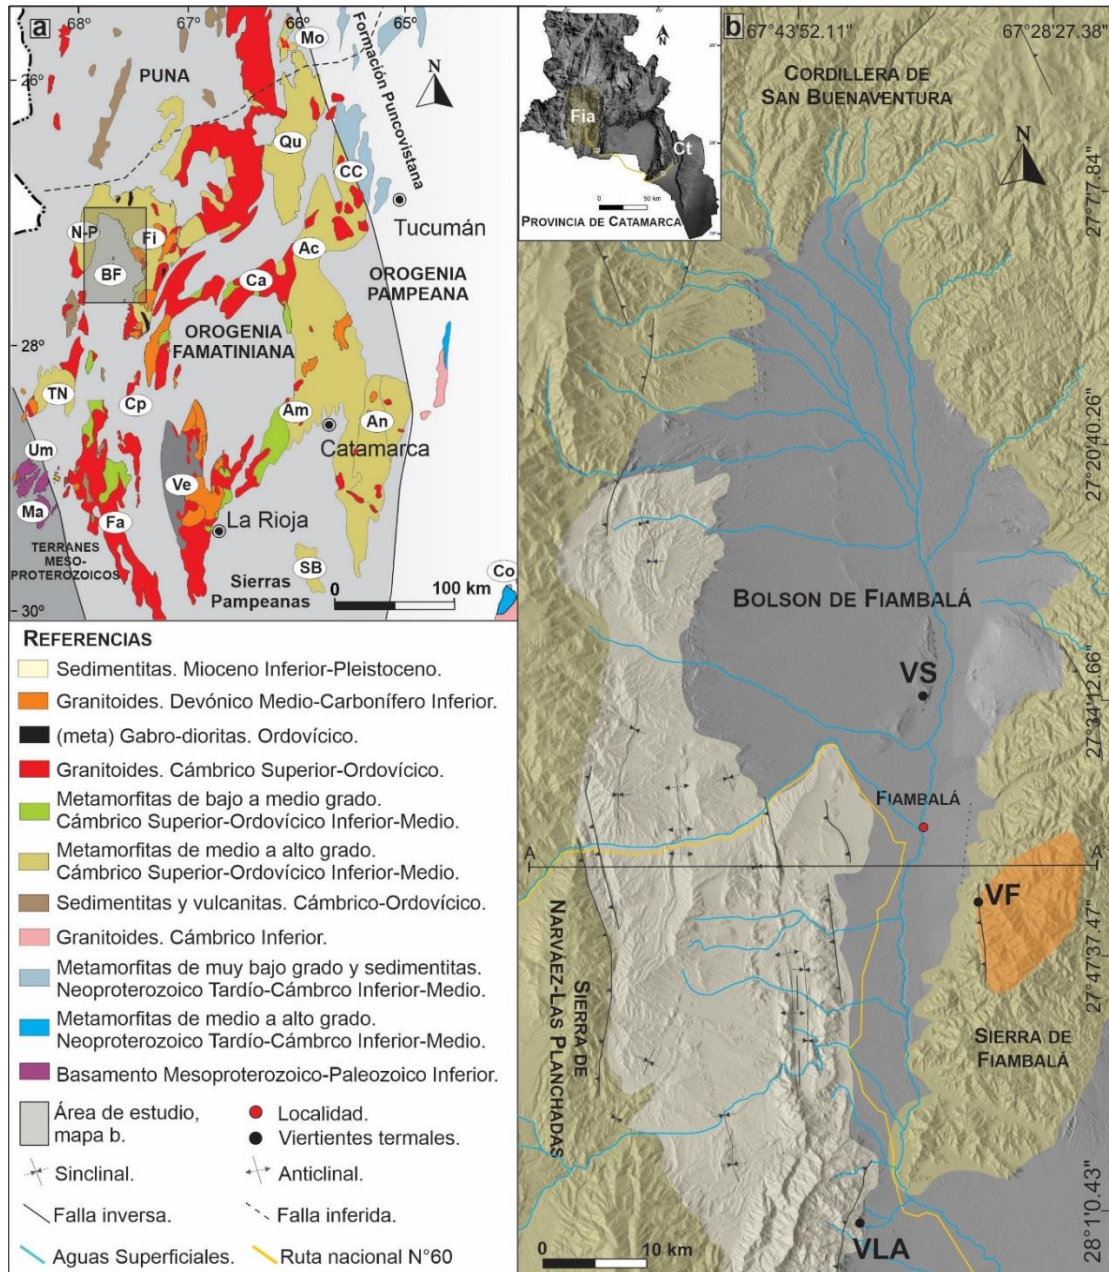 a
68°
67°
66°
65°
Mo
Formación Puncovistana
PUNA
26°
N
Qu
CC
Tucumán
N-P
Fi
BF
Ac
Ca
OROGENIA
PAMPEANA
OROGENIA
FAMATINIANA
28°
TN
Cp
Am
An
Catamarca
Um
Ve
Ma
La Rioja
Fa
TERRANES
MESO-
PROTEROZOICOS
SB
Sierras
Pampeanas
0 100 km
Co
30°
REFERENCIAS
Sedimentitas. Mioceno Inferior-Pleistoceno.
Granitoides. Devónico Medio-Carbonífero Inferior.
(meta) Gabro-dioritas. Ordovícico.
Granitoides. Cámbrico Superior-Ordovícico.
Metamorfitas de bajo a medio grado.
Cámbrico Superior-Ordovícico Inferior-Medio.
Metamorfitas de medio a alto grado.
Cámbrico Superior-Ordovícico Inferior-Medio.
Sedimentitas y vulcanitas. Cámbrico-Ordovícico.
Granitoides. Cámbrico Inferior.
Metamorfitas de muy bajo grado y sedimentitas.
Neoproterozoico Tardío-Cámbrco Inferior-Medio.
Metamorfitas de medio a alto grado.
Neoproterozoico Tardío-Cámbrco Inferior-Medio.
Basamento Mesoproterozoico-Paleozoico Inferior.
Área de estudio,
mapa b.
Localidad.
Viertientes termales.
Sinclinal.
Anticlinal.
Falla inversa.
Falla inferida.
Aguas Superficiales.
Ruta nacional N°60
N
Fia
Ct
0 50 km
PROVINCIA DE CATAMARCA
b
67°43'52.11"
67°28'27.38"
CORDILLERA DE
SAN BUENAVENTURA
N
27°7'7.84"
27°20'40.26"
BOLSON DE FIAMBALÁ
VS
27°34'12.66"
FIAMBALÁ
A
A
VF
27°47'37.47"
SIERRA DE
NARVÁEZ-LAS PLANCHADAS
SIERRA DE
FIAMBALÁ
28°1'0.43"
VLA
0 10 km